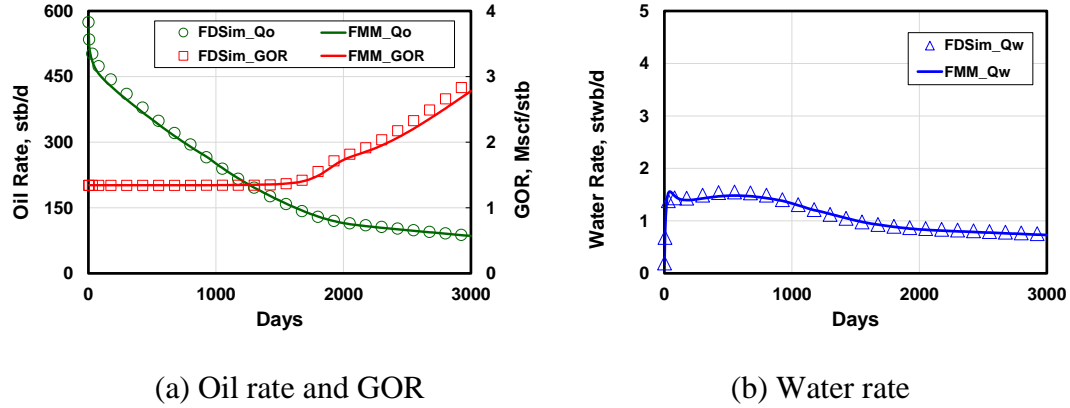 600
450
300
150
0
Oil Rate, stb/d
FDSim_Qo FMM_Qo
FDSim_GOR FMM_GOR
4
3
2
1
0
GOR, Mscf/stb
0 1000 2000 3000
Days
(a) Oil rate and GOR
5
4
3
2
1
0
Water Rate, stwb/d
FDSim_Qw
FMM_Qw
0 1000 2000 3000
Days
(b) Water rate